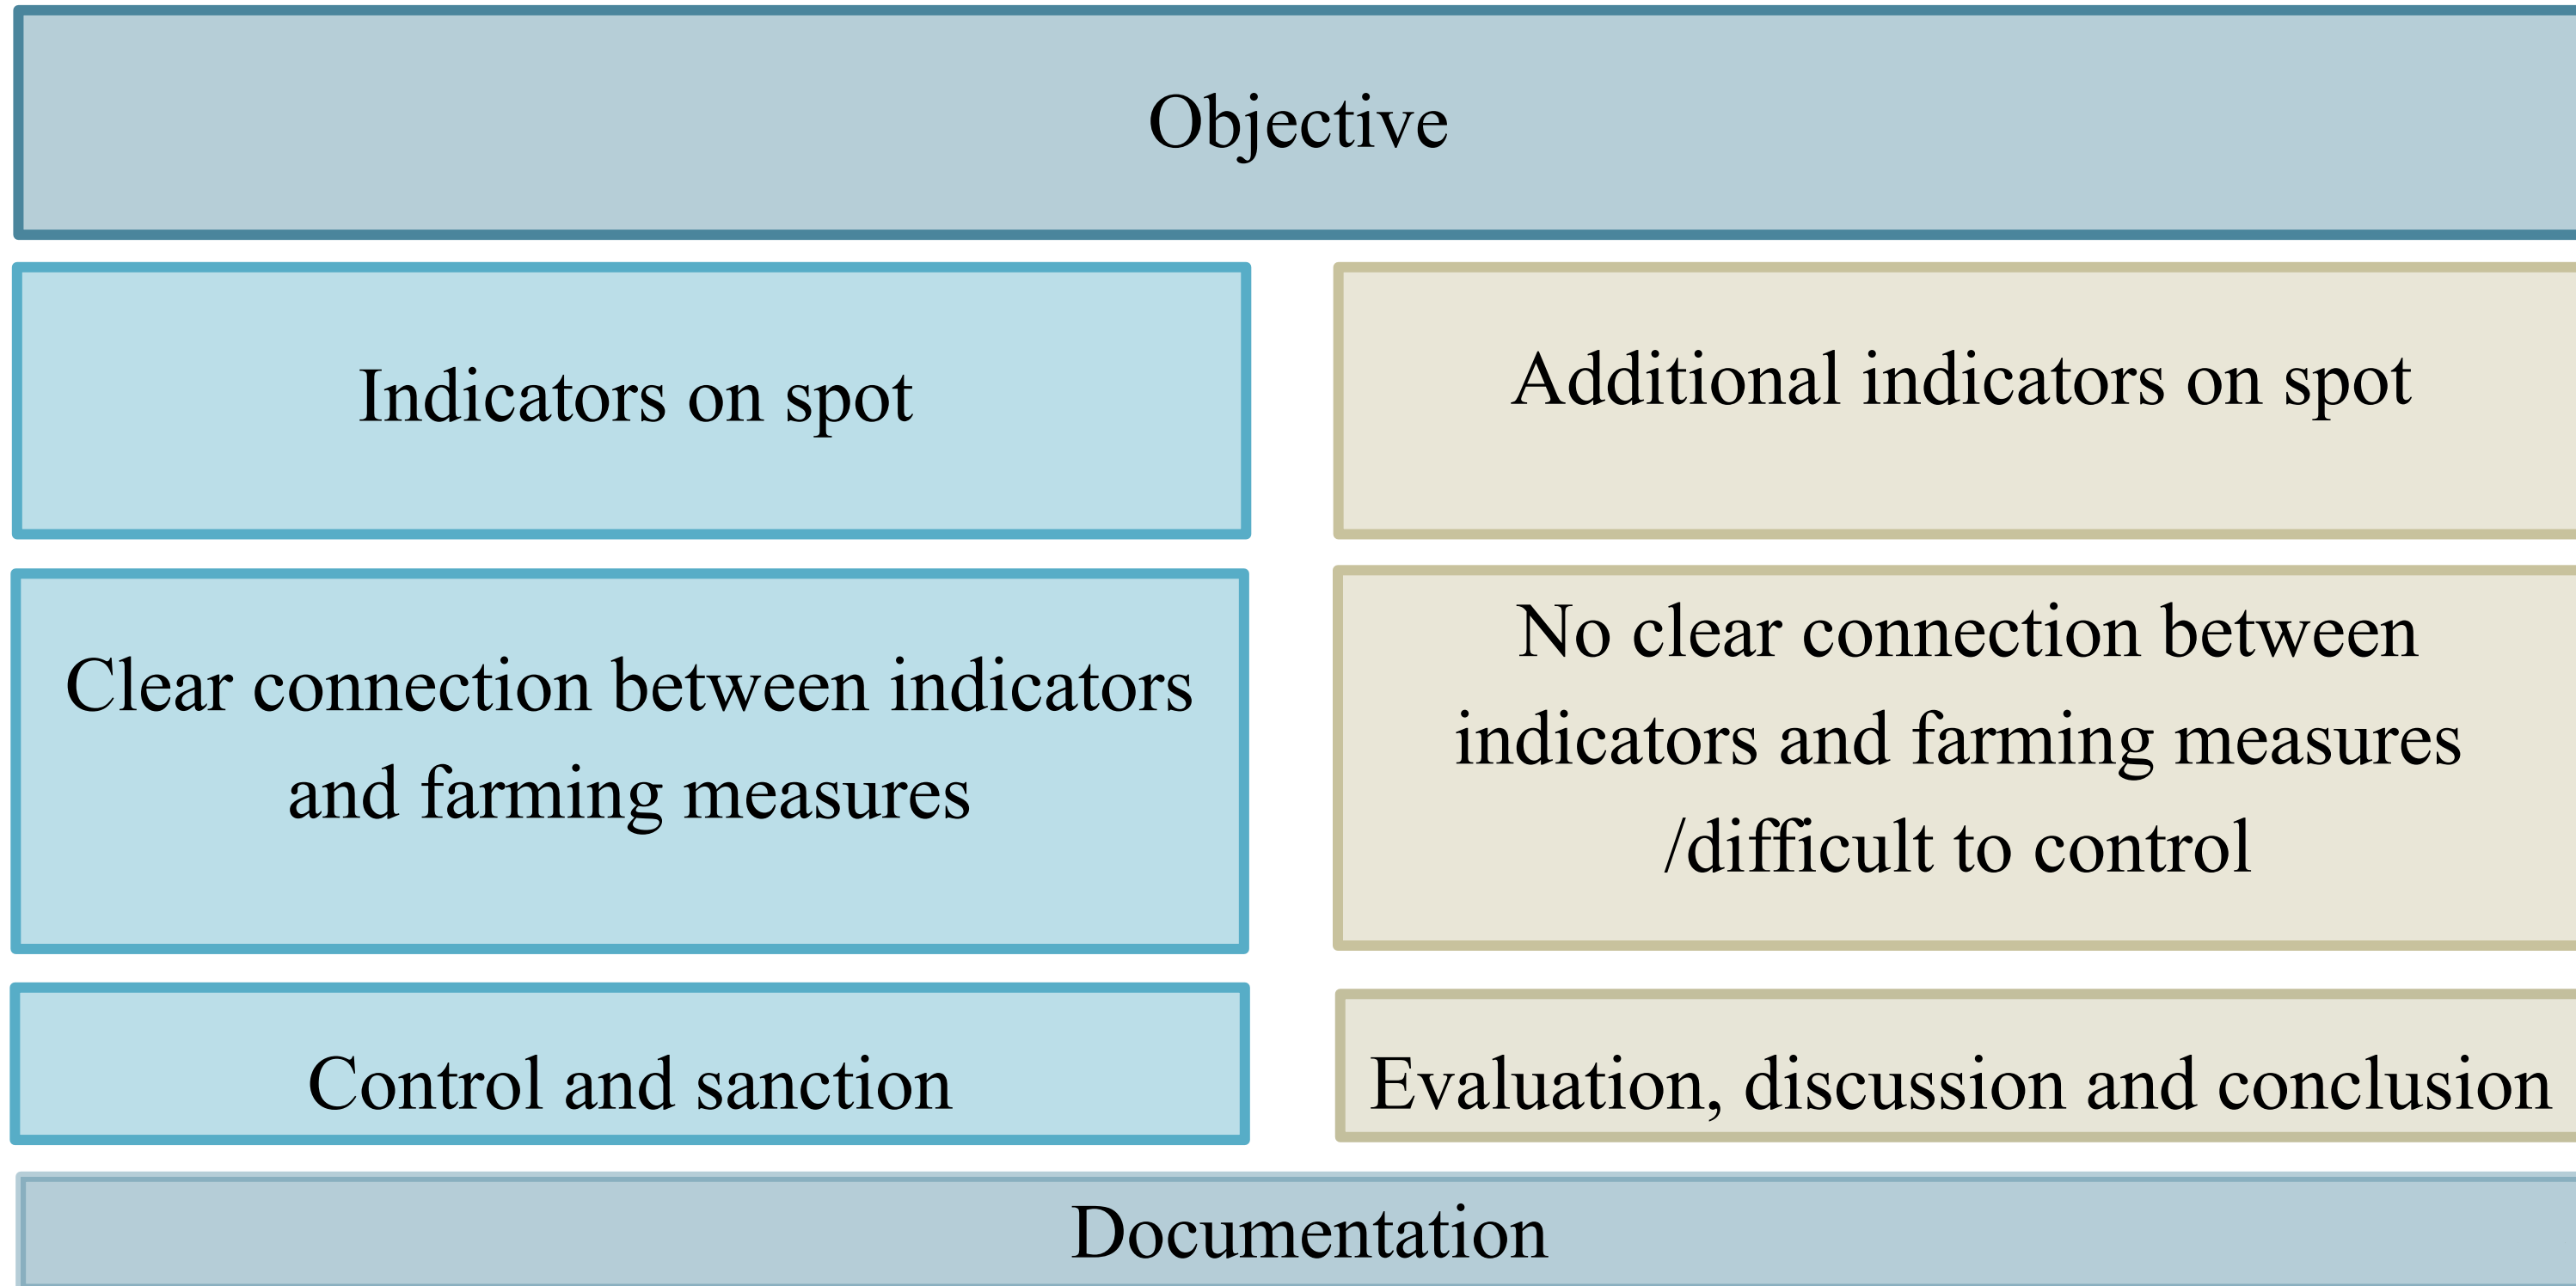 Objective
Indicators on spot
Additional indicators on spot
Clear connection between indicators
and farming measures
No clear connection between
indicators and farming measures
/difficult to control
Control and sanction
Evaluation, discussion and conclusion
Documentation